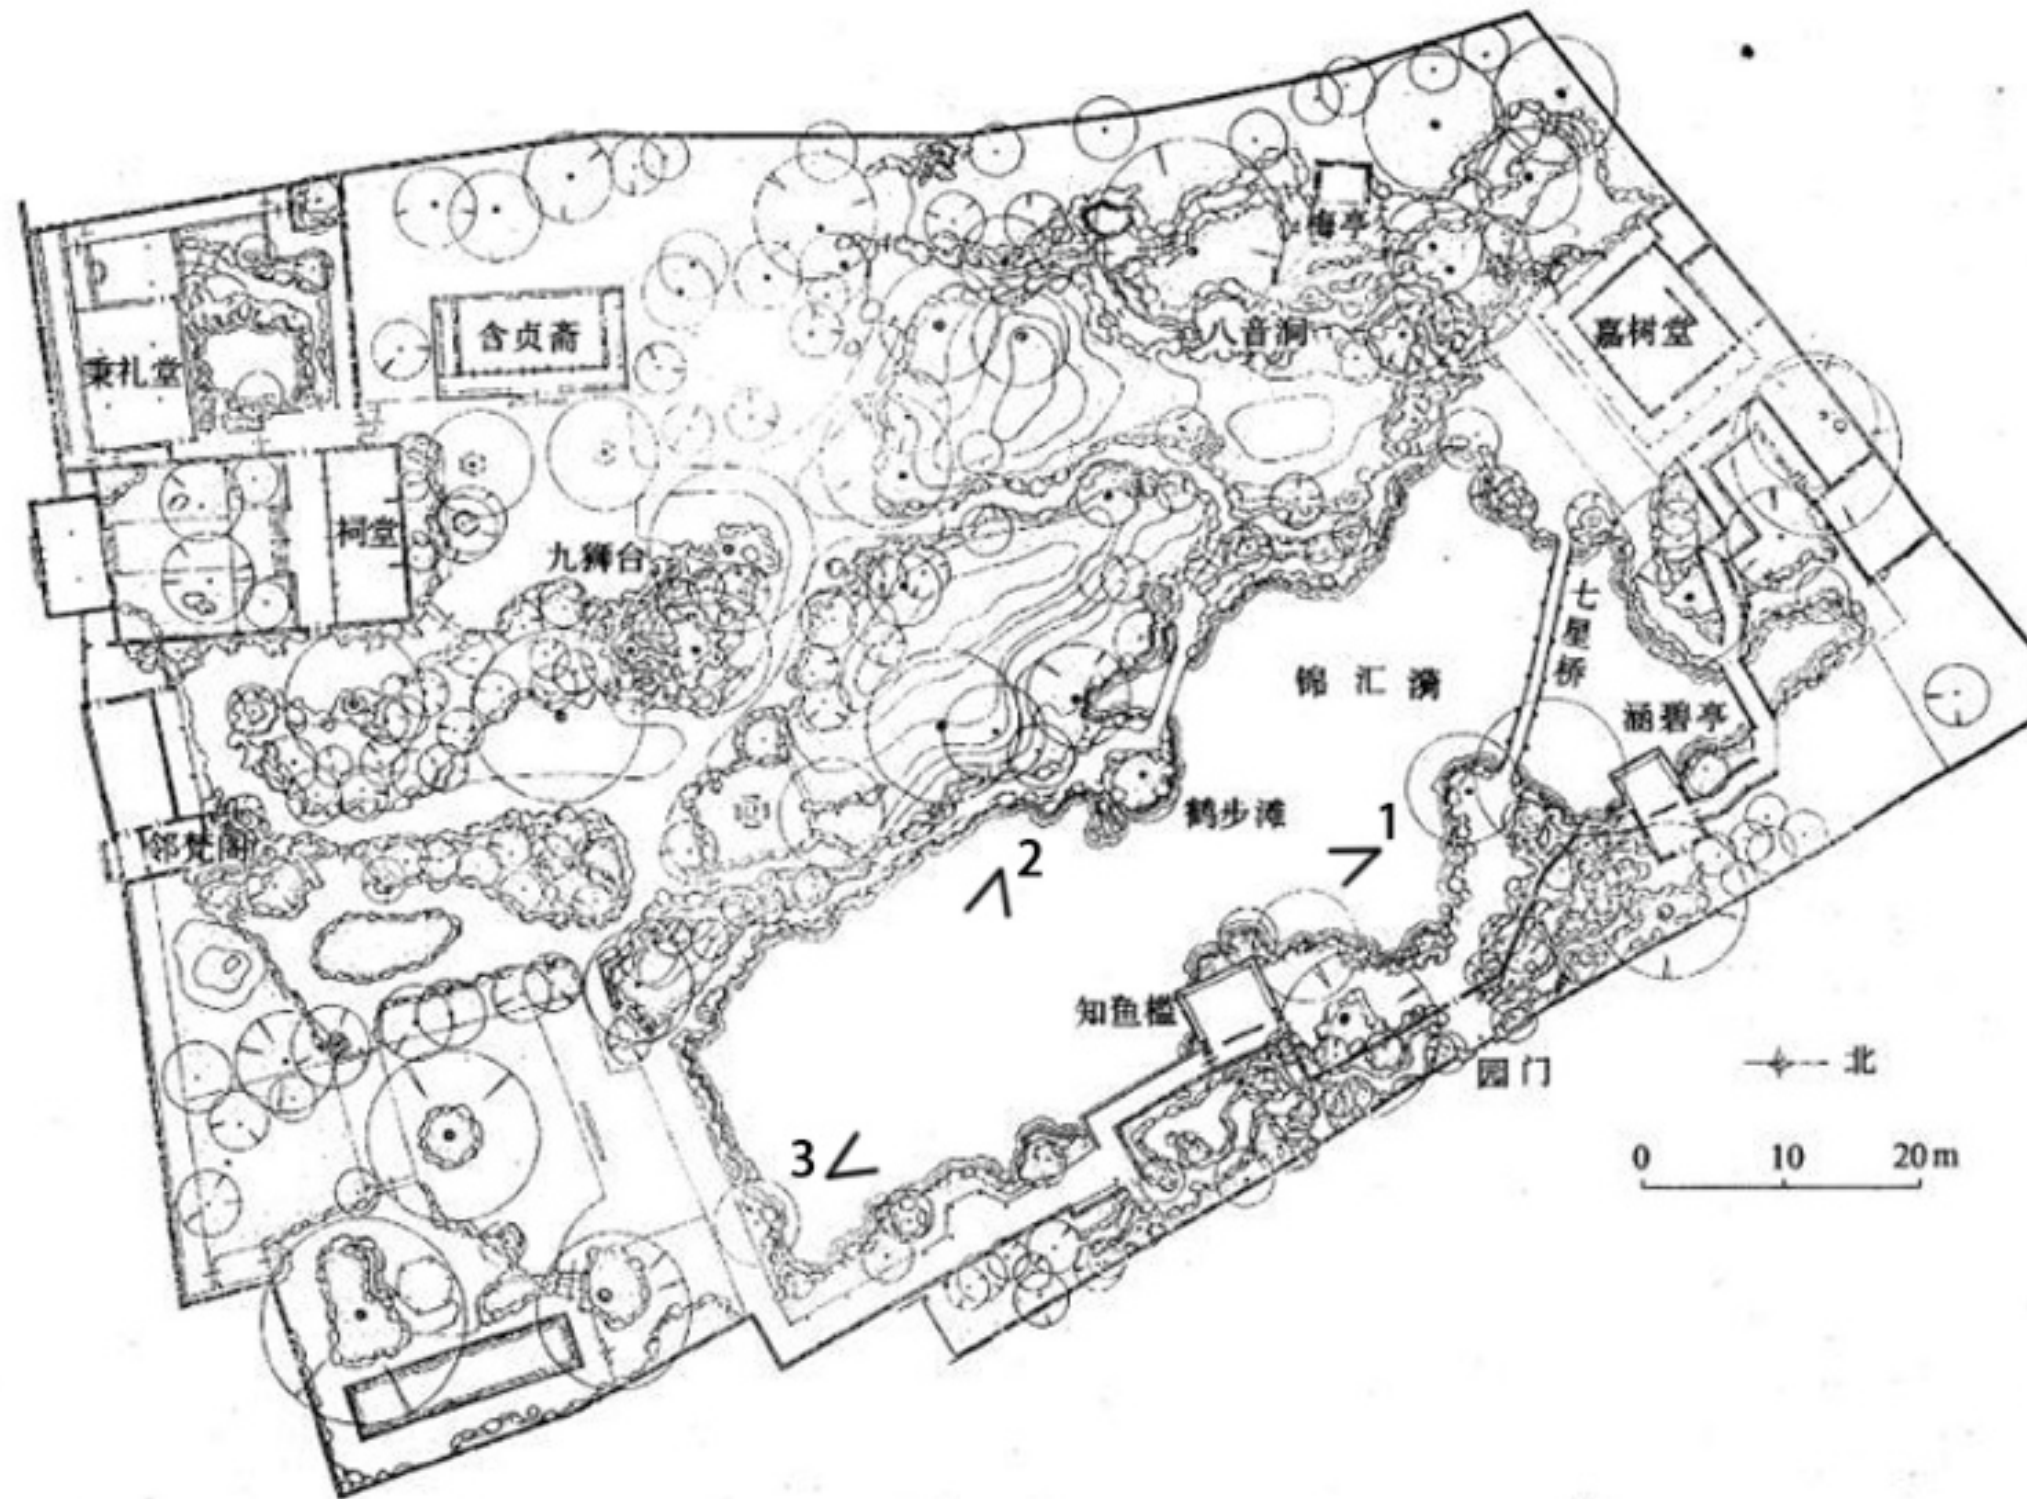 梅亭
八音涧
嘉树堂
含贞斋
秉礼堂
祠堂
九狮台
七星桥
锦汇漪
涵碧亭
鹤步滩
1
2
邻梵阁
知鱼槛
园门
北
3
0 10 20 m